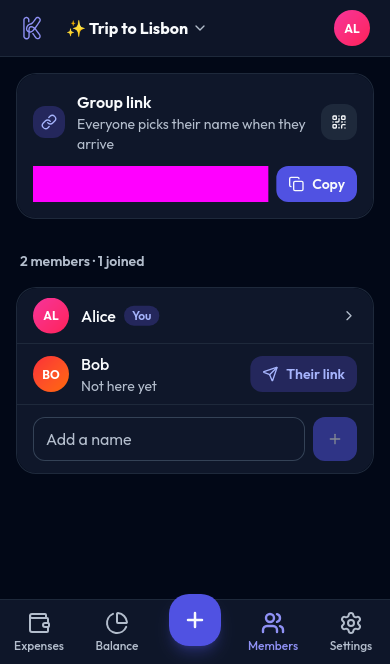 ✨ Trip to Lisbon
AL
Group link
Everyone picks their name when they
arrive
Copy
2 members · 1 joined
AL
Alice
You
BO
Bob
Not here yet
Their link
Add a name
Expenses
Balance
Members
Settings